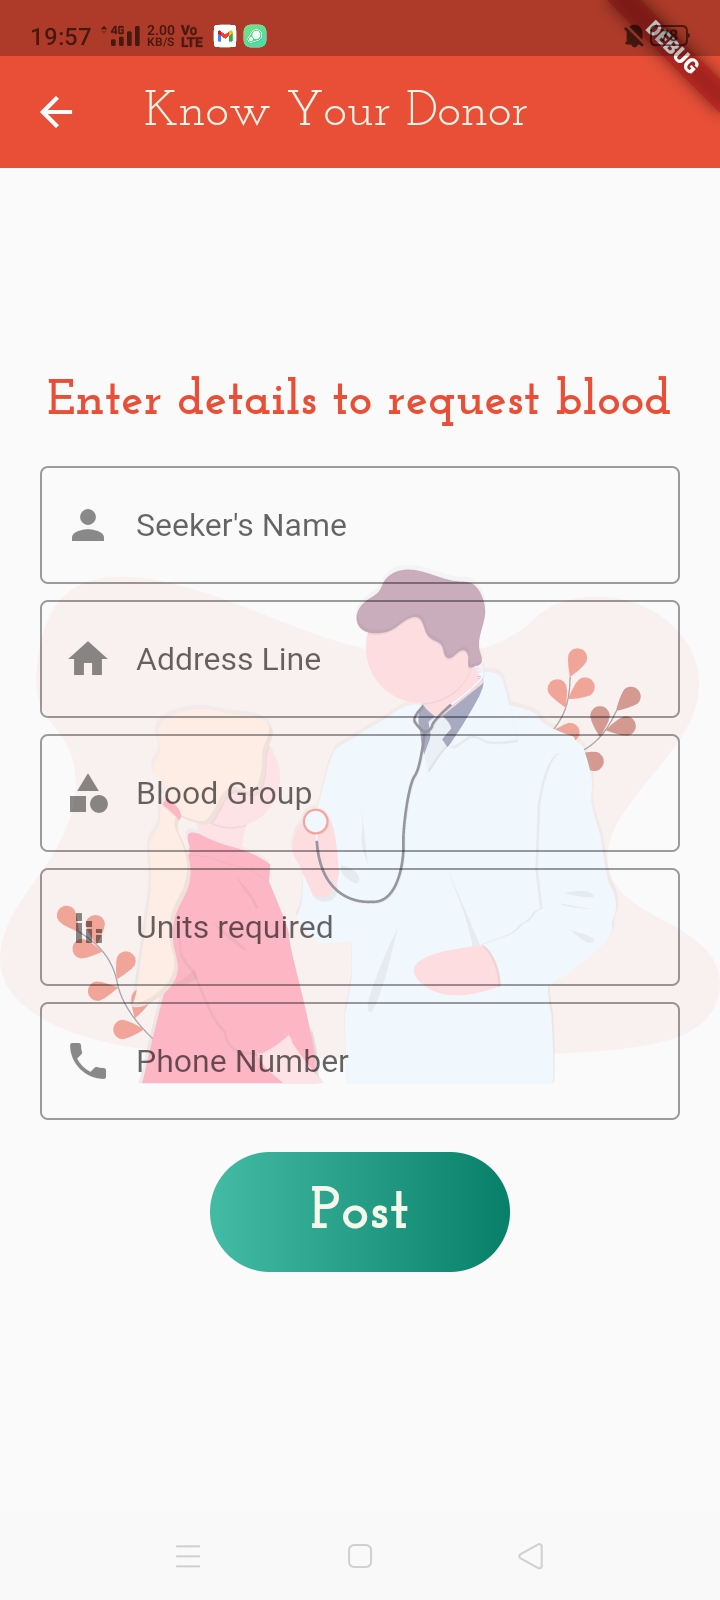 19:57 4G 2.00 KB/S Vo LTE
DEBUG
Know Your Donor
Enter details to request blood
Seeker's Name
Address Line
Blood Group
Units required
Phone Number
Post